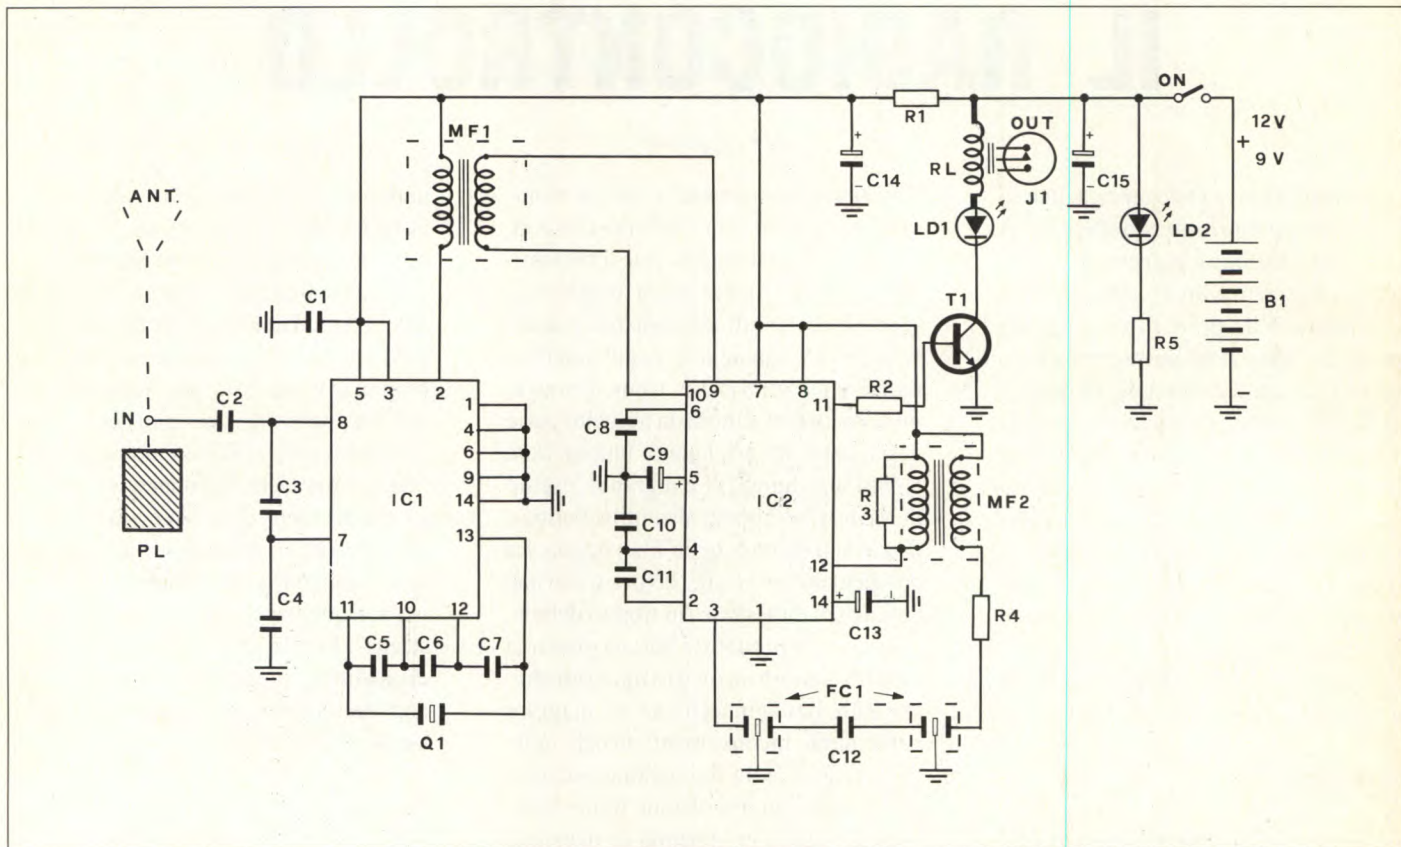 ON
12V
+
9V
R1
OUT
MF1
+
C14
-
RL
J1
+
C15
-
ANT.
LD1
LD2
C1
T1
B1
R5
5 3 2
10 9 7 8
IN
C2
8
1
6
11
R2
4
C8
6
C9
C3
9
+ 5
R3
MF2
IC1
14
IC2
7
13
C10
PL
4
12
C11
C4
+ -
14
11 10 12
2
3 1
C13
R4
C5 C6 C7
FC1
Q1
C12